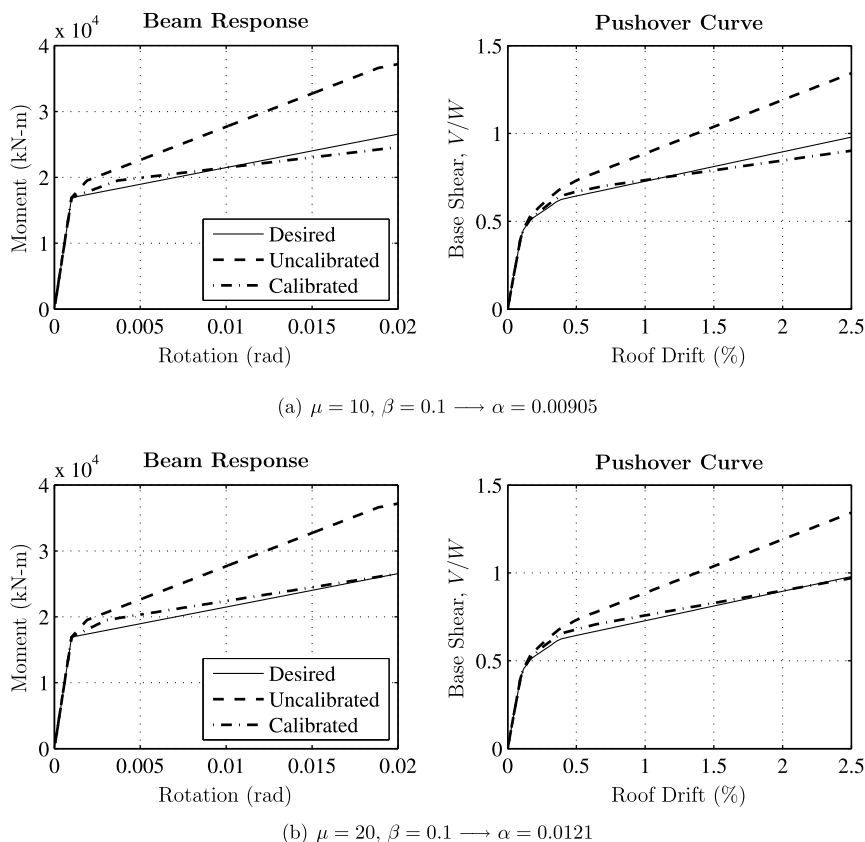 Beam Response
x 10⁴
4
3
2
1
0
Moment (kN-m)
0 0.005 0.01 0.015 0.02
Rotation (rad)
Desired
Uncalibrated
Calibrated
Pushover Curve
1.5
1
0.5
0
Base Shear, V/W
0 0.5 1 1.5 2 2.5
Roof Drift (%)
(a) μ = 10, β = 0.1 ⟶ α = 0.00905
Beam Response
x 10⁴
4
3
2
1
0
Moment (kN-m)
0 0.005 0.01 0.015 0.02
Rotation (rad)
Desired
Uncalibrated
Calibrated
Pushover Curve
1.5
1
0.5
0
Base Shear, V/W
0 0.5 1 1.5 2 2.5
Roof Drift (%)
(b) μ = 20, β = 0.1 ⟶ α = 0.0121